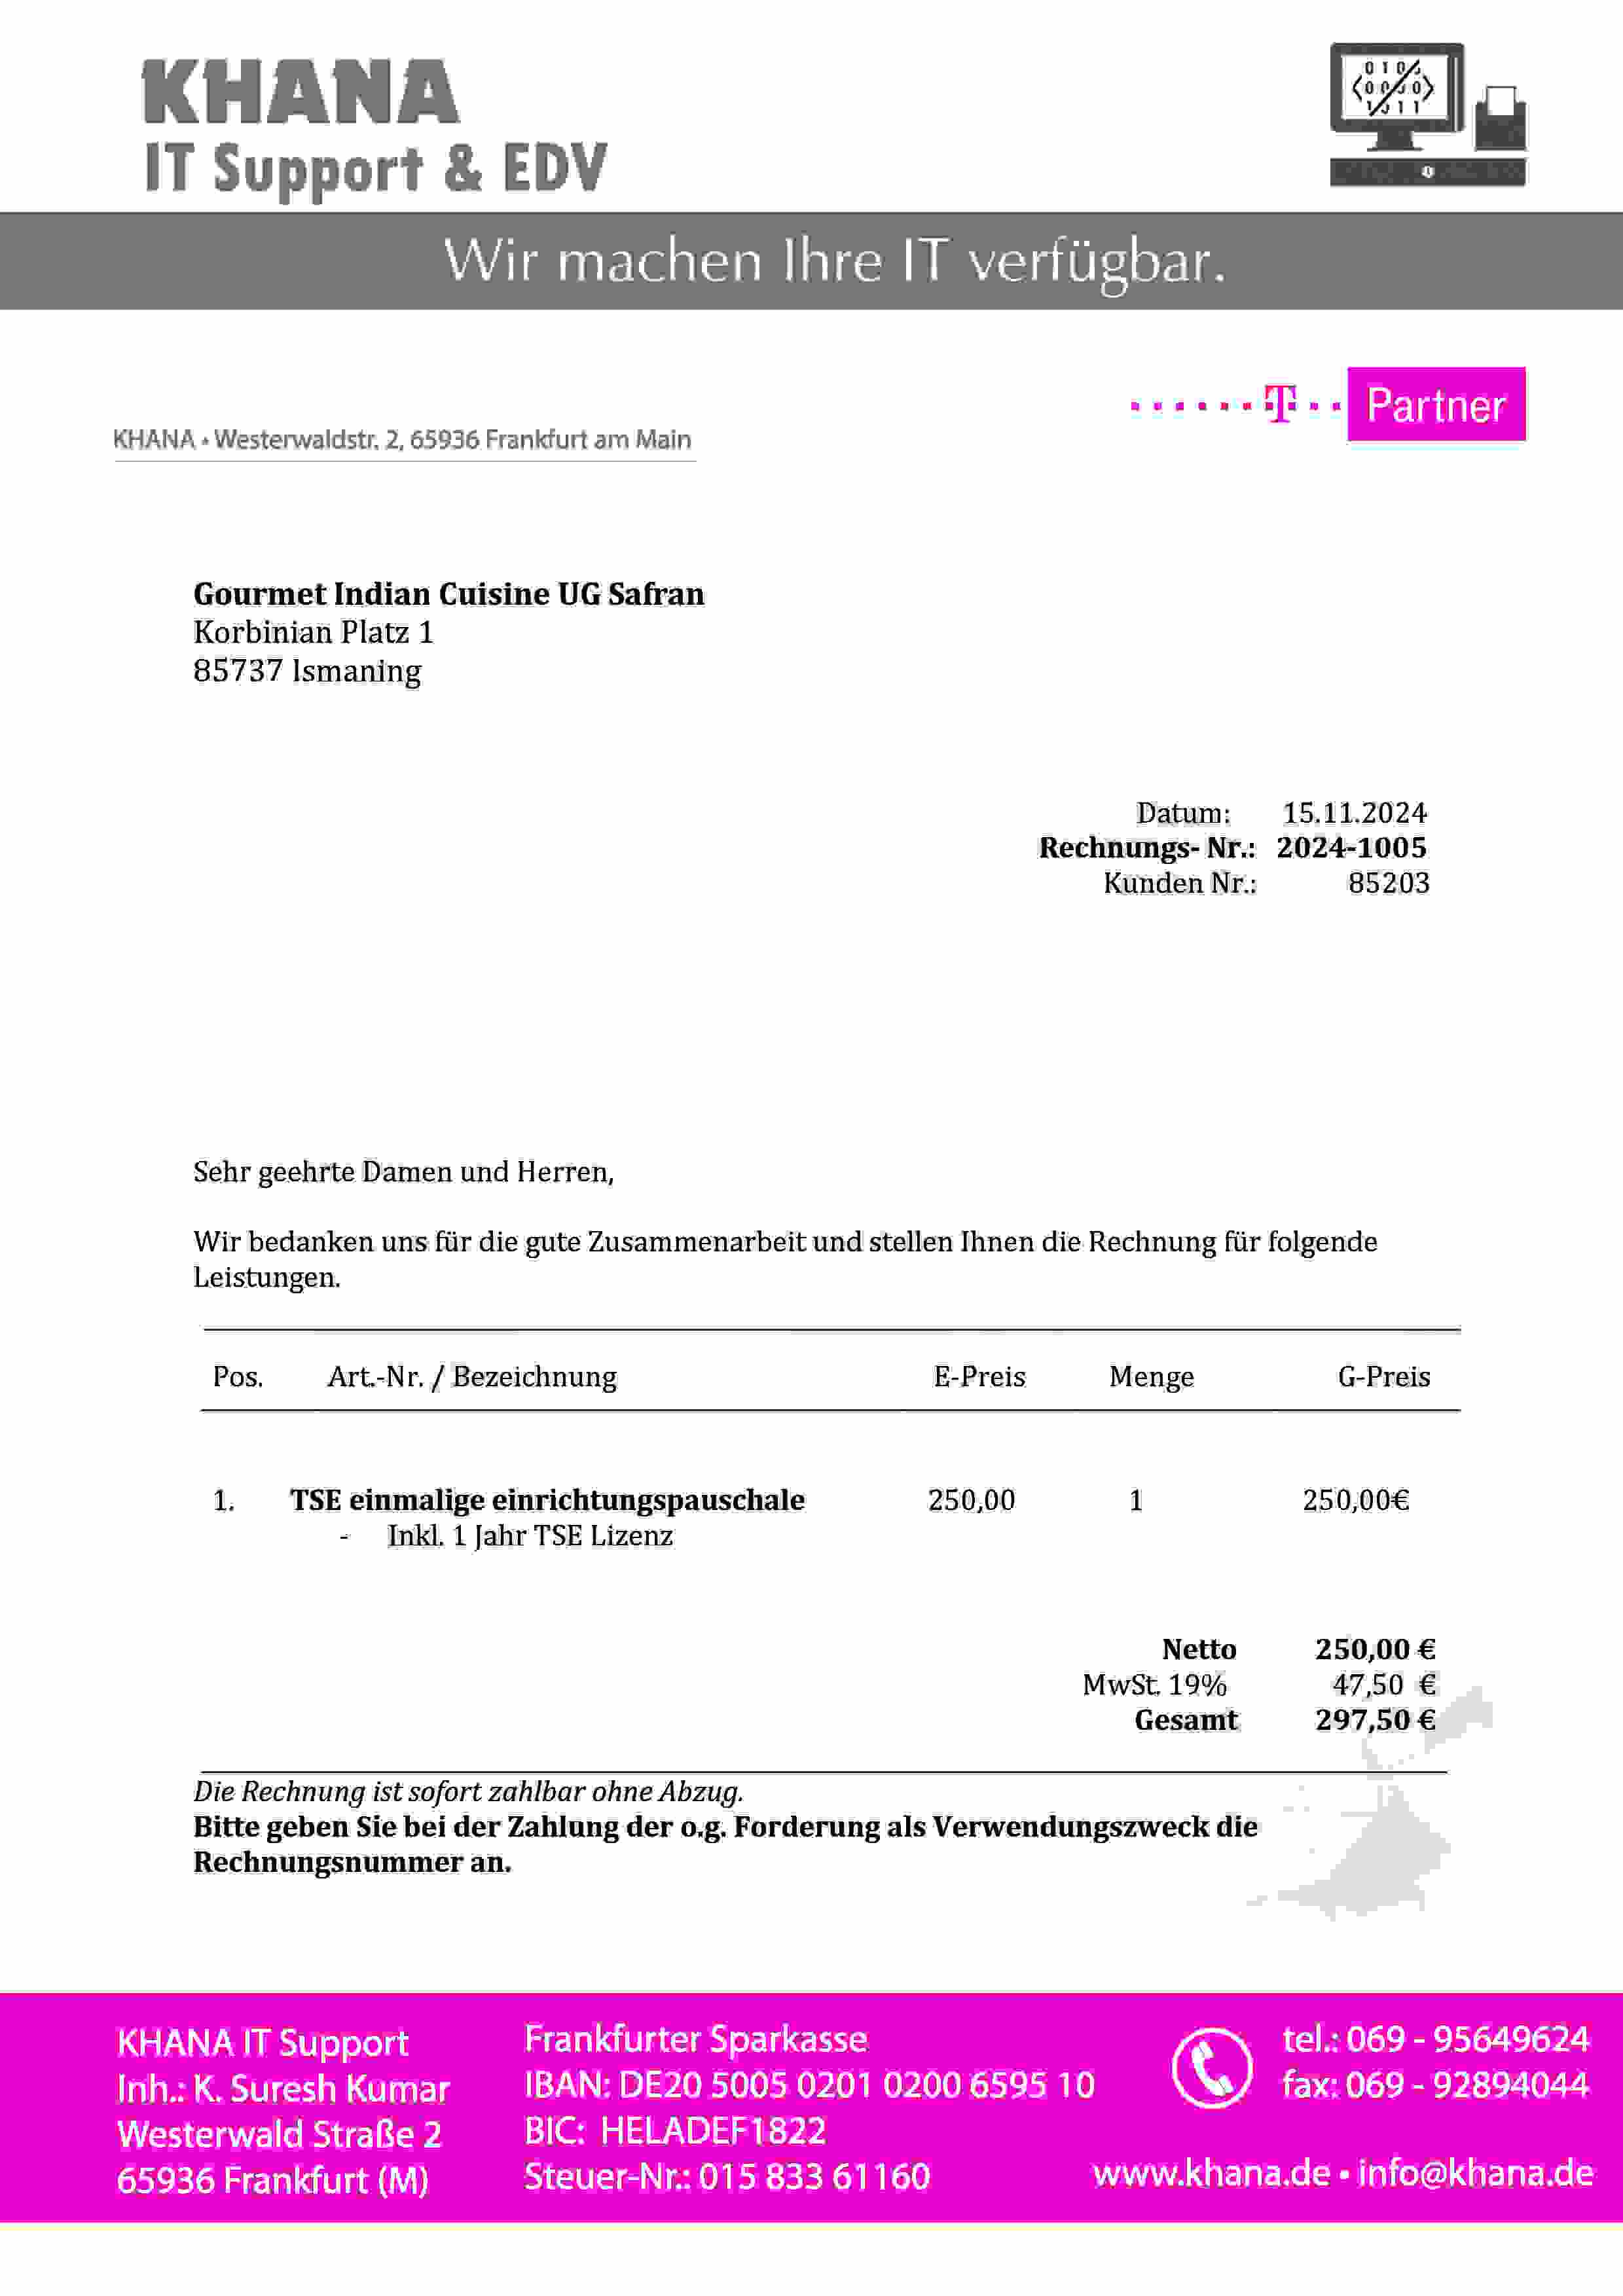 KHANA
IT Support & EDV
0 1 0
1 0 1 1
Wir machen Ihre IT verfügbar.
T Partner
KHANA • Westerwaldstr. 2, 65936 Frankfurt am Main
Gourmet Indian Cuisine UG Safran
Korbinian Platz 1
85737 Ismaning
Datum: 15.11.2024
Rechnungs- Nr.: 2024-1005
Kunden Nr.: 85203
Sehr geehrte Damen und Herren,
Wir bedanken uns für die gute Zusammenarbeit und stellen Ihnen die Rechnung für folgende
Leistungen.
Pos. Art.-Nr. / Bezeichnung E-Preis Menge G-Preis
1. TSE einmalige einrichtungspauschale 250,00 1 250,00€
- Inkl. 1 Jahr TSE Lizenz
Netto 250,00 €
MwSt. 19% 47,50 €
Gesamt 297,50 €
Die Rechnung ist sofort zahlbar ohne Abzug.
Bitte geben Sie bei der Zahlung der o.g. Forderung als Verwendungszweck die
Rechnungsnummer an.
KHANA IT Support
Inh.: K. Suresh Kumar
Westerwald Straße 2
65936 Frankfurt (M)
Frankfurter Sparkasse
IBAN: DE20 5005 0201 0200 6595 10
BIC: HELADEF1822
Steuer-Nr.: 015 833 61160
tel.: 069 - 95649624
fax: 069 - 92894044
www.khana.de • info@khana.de